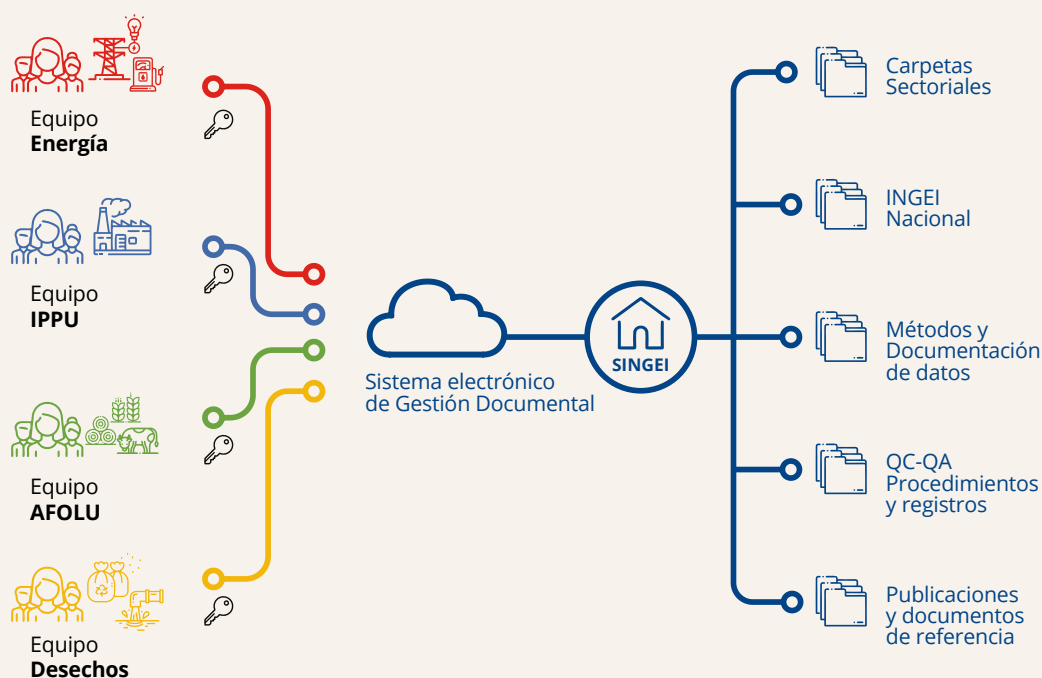 Equipo
Energía
Equipo
IPPU
Equipo
AFOLU
Equipo
Desechos
Sistema electrónico
de Gestión Documental
SINGEI
Carpetas
Sectoriales
INGEI
Nacional
Métodos y
Documentación
de datos
QC-QA
Procedimientos
y registros
Publicaciones
y documentos
de referencia